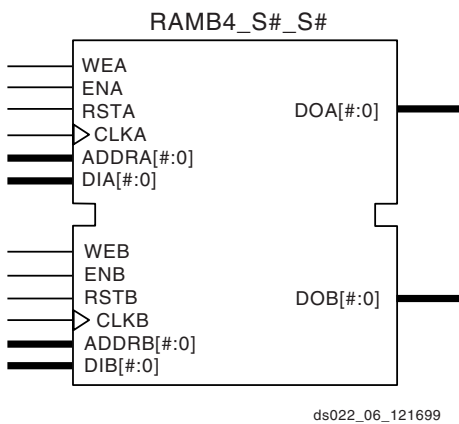 RAMB4_S#_S#
WEA
ENA
RSTA
CLKA
ADDRA[#:0]
DIA[#:0]
DOA[#:0]
WEB
ENB
RSTB
CLKB
ADDRB[#:0]
DIB[#:0]
DOB[#:0]
ds022_06_121699